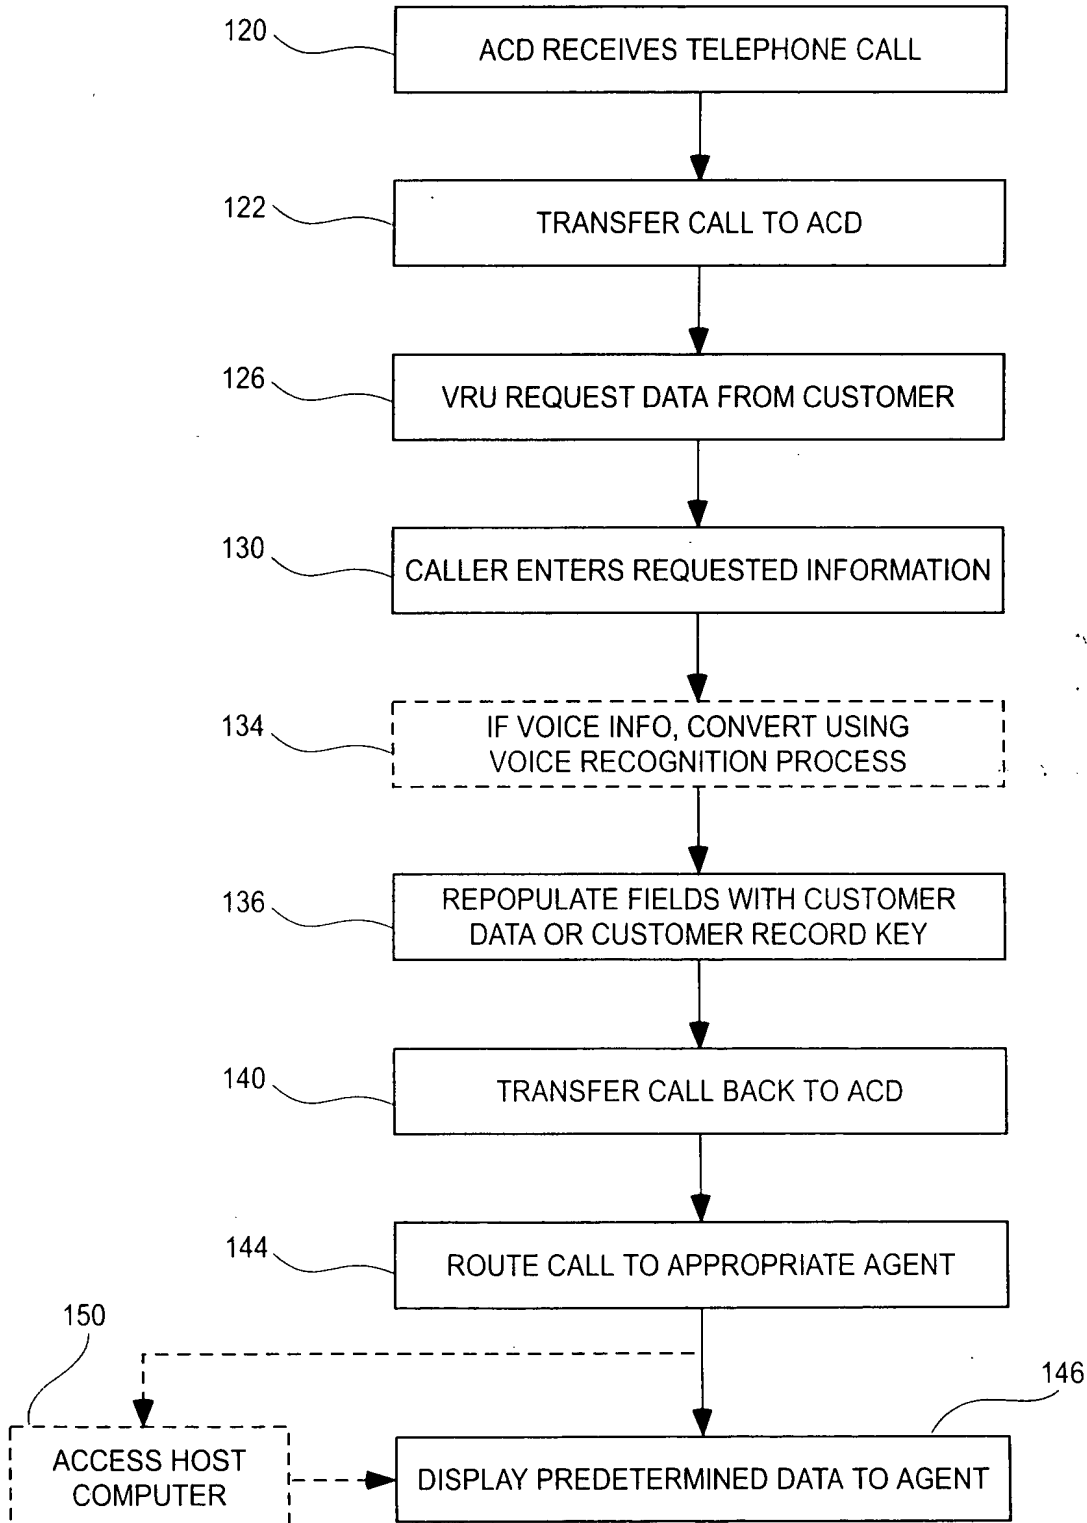 120
ACD RECEIVES TELEPHONE CALL
122
TRANSFER CALL TO ACD
126
VRU REQUEST DATA FROM CUSTOMER
130
CALLER ENTERS REQUESTED INFORMATION
134
IF VOICE INFO, CONVERT USING
VOICE RECOGNITION PROCESS
136
REPOPULATE FIELDS WITH CUSTOMER
DATA OR CUSTOMER RECORD KEY
140
TRANSFER CALL BACK TO ACD
144
ROUTE CALL TO APPROPRIATE AGENT
150
146
ACCESS HOST
COMPUTER
DISPLAY PREDETERMINED DATA TO AGENT